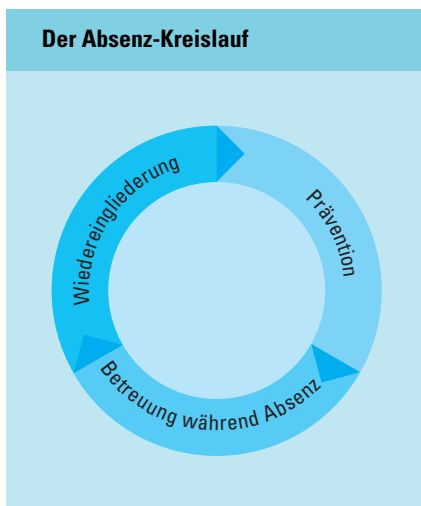 Der Absenz-Kreislauf
Prävention
Betreuung während Absenz
Wiedereingliederung